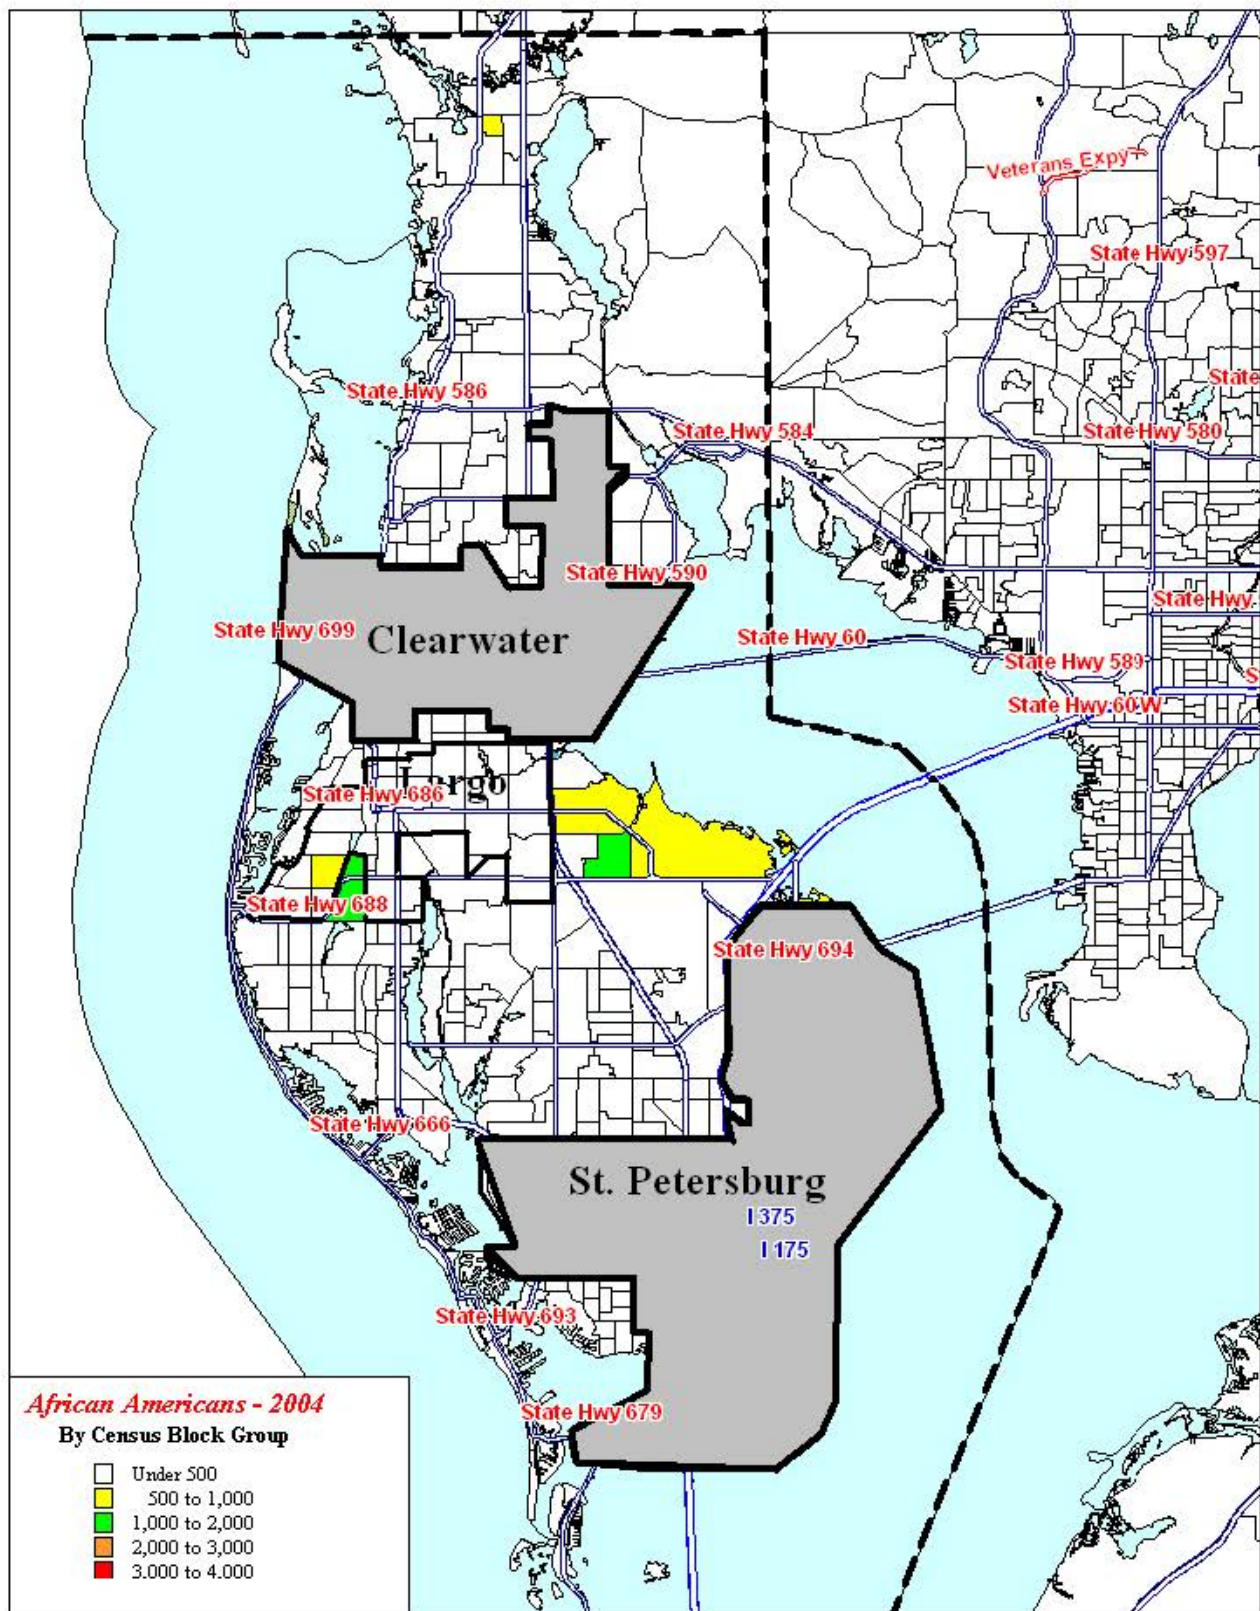 Veterans Expy
State Hwy 597
State
State Hwy 586
State Hwy 584
State Hwy 580
State Hwy 590
State Hwy.
State Hwy 699
Clearwater
State Hwy 60
State Hwy 589
S
State Hwy 60 W
Largo
State Hwy 686
State Hwy 688
State Hwy 694
State Hwy 666
St. Petersburg
I 375
I 175
State Hwy 693
African Americans - 2004
By Census Block Group
State Hwy 679
Under 500
500 to 1,000
1,000 to 2,000
2,000 to 3,000
3.000 to 4.000